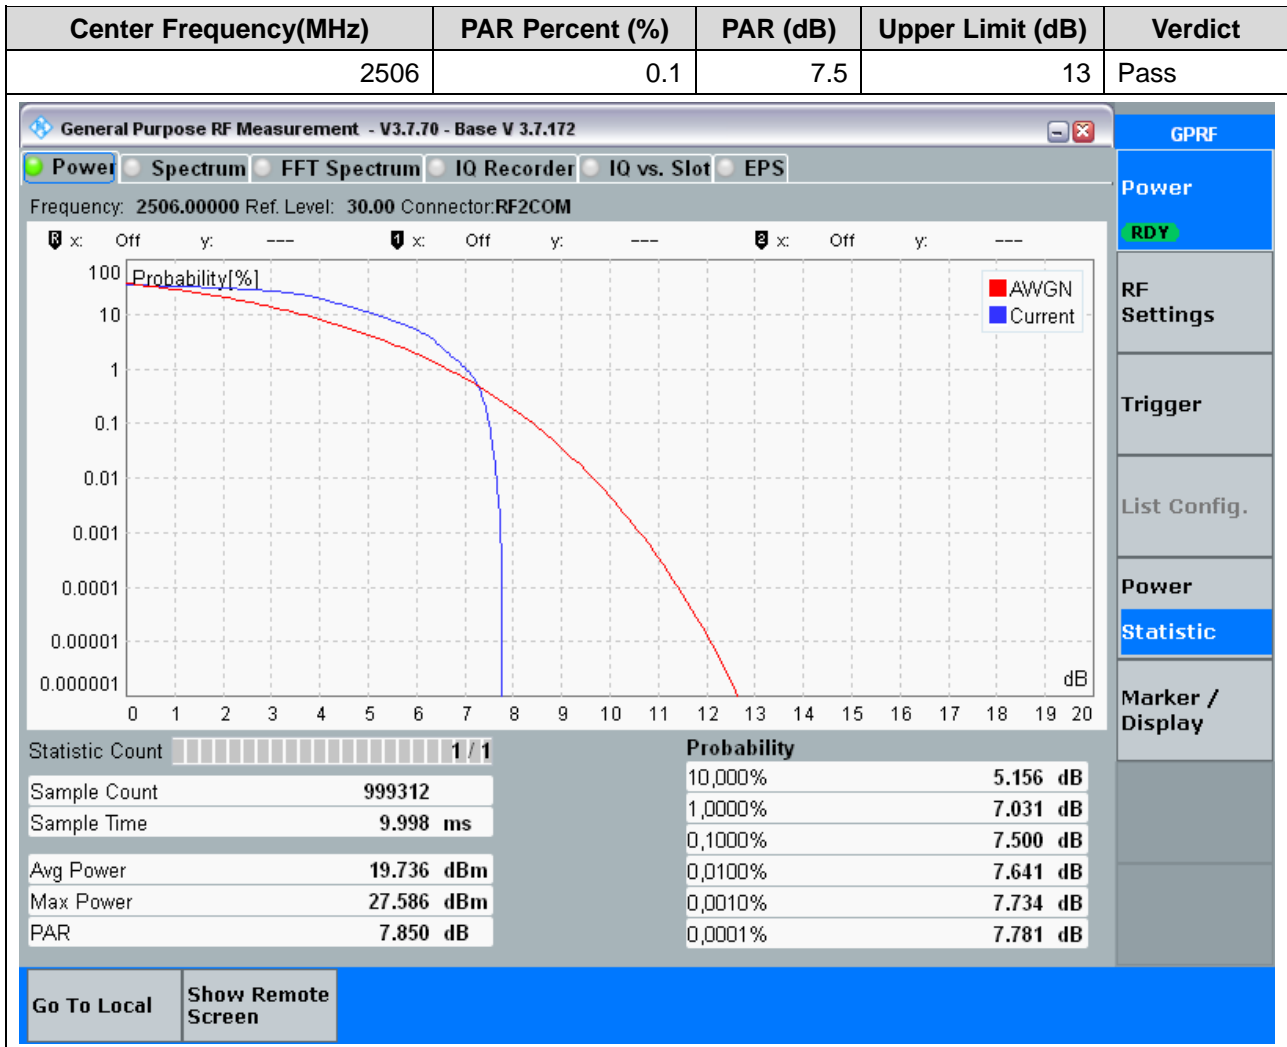 Center Frequency(MHz) PAR Percent (%) PAR (dB) Upper Limit (dB) Verdict
2506 0.1 7.5 13 Pass
General Purpose RF Measurement - V3.7.70 - Base V 3.7.172
GPRF
Power Spectrum FFT Spectrum IQ Recorder IQ vs. Slot EPS
Frequency: 2506.00000 Ref. Level: 30.00 Connector:RF2COM
R x: Off y: --- 1 x: Off y: --- 2 x: Off y: ---
Probability[%]
100
10
1
0.1
0.01
0.001
0.0001
0.00001
0.000001
AWGN
Current
dB
0 1 2 3 4 5 6 7 8 9 10 11 12 13 14 15 16 17 18 19 20
Statistic Count 1 / 1
Sample Count 999312
Sample Time 9.998 ms
Avg Power 19.736 dBm
Max Power 27.586 dBm
PAR 7.850 dB
Probability
10,000% 5.156 dB
1,0000% 7.031 dB
0,1000% 7.500 dB
0,0100% 7.641 dB
0,0010% 7.734 dB
0,0001% 7.781 dB
Power
RDY
RF
Settings
Trigger
List Config.
Power
Statistic
Marker /
Display
Go To Local
Show Remote
Screen